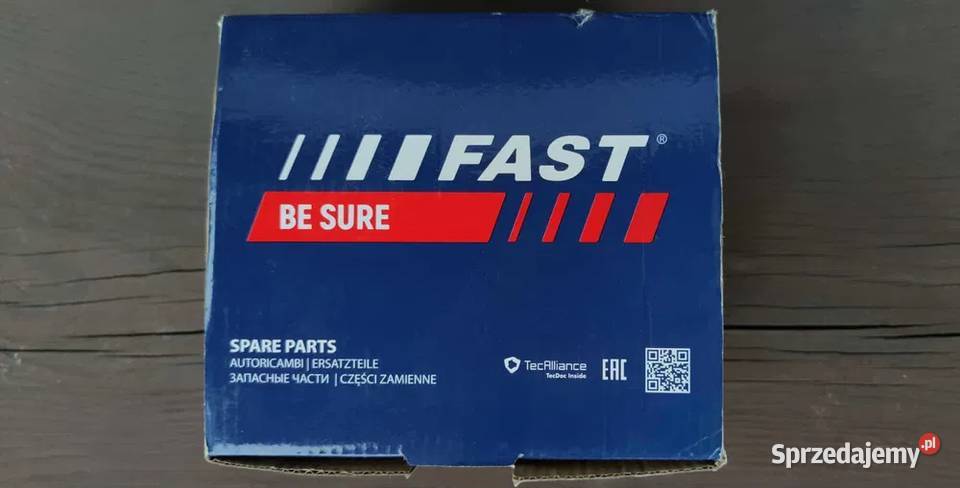 FAST®
BE SURE
SPARE PARTS
AUTORICAMBI | ERSATZTEILE
ЗАПАСНЫЕ ЧАСТИ | CZĘŚCI ZAMIENNE
TecAlliance
TecDoc Inside
EAC
Sprzedajemy.pl